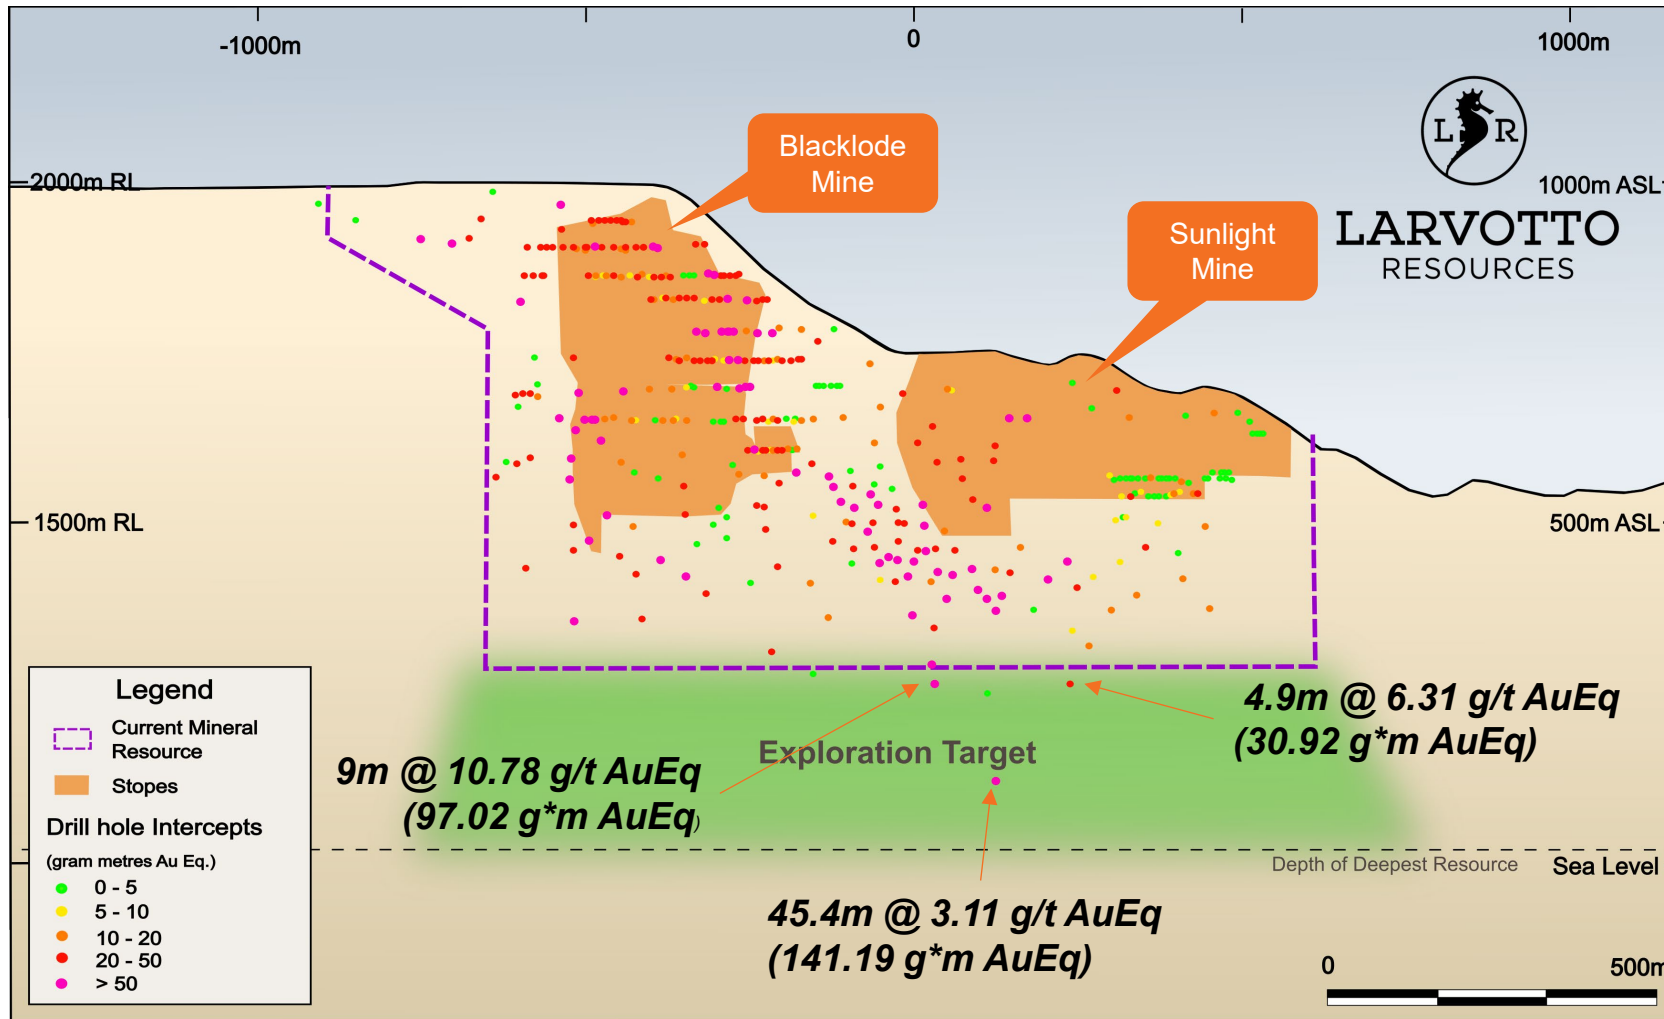 -1000m
0
1000m
Blacklode
Mine
L R
2000m RL
1000m ASL
Sunlight
Mine
LARVOTTO
RESOURCES
1500m RL
500m ASL
Legend
Current Mineral
Resource
Stopes
Drill hole Intercepts
(gram metres Au Eq.)
0 - 5
5 - 10
10 - 20
20 - 50
> 50
4.9m @ 6.31 g/t AuEq
(30.92 g*m AuEq)
Exploration Target
9m @ 10.78 g/t AuEq
(97.02 g*m AuEq)
Depth of Deepest Resource
Sea Level
45.4m @ 3.11 g/t AuEq
(141.19 g*m AuEq)
0
500m